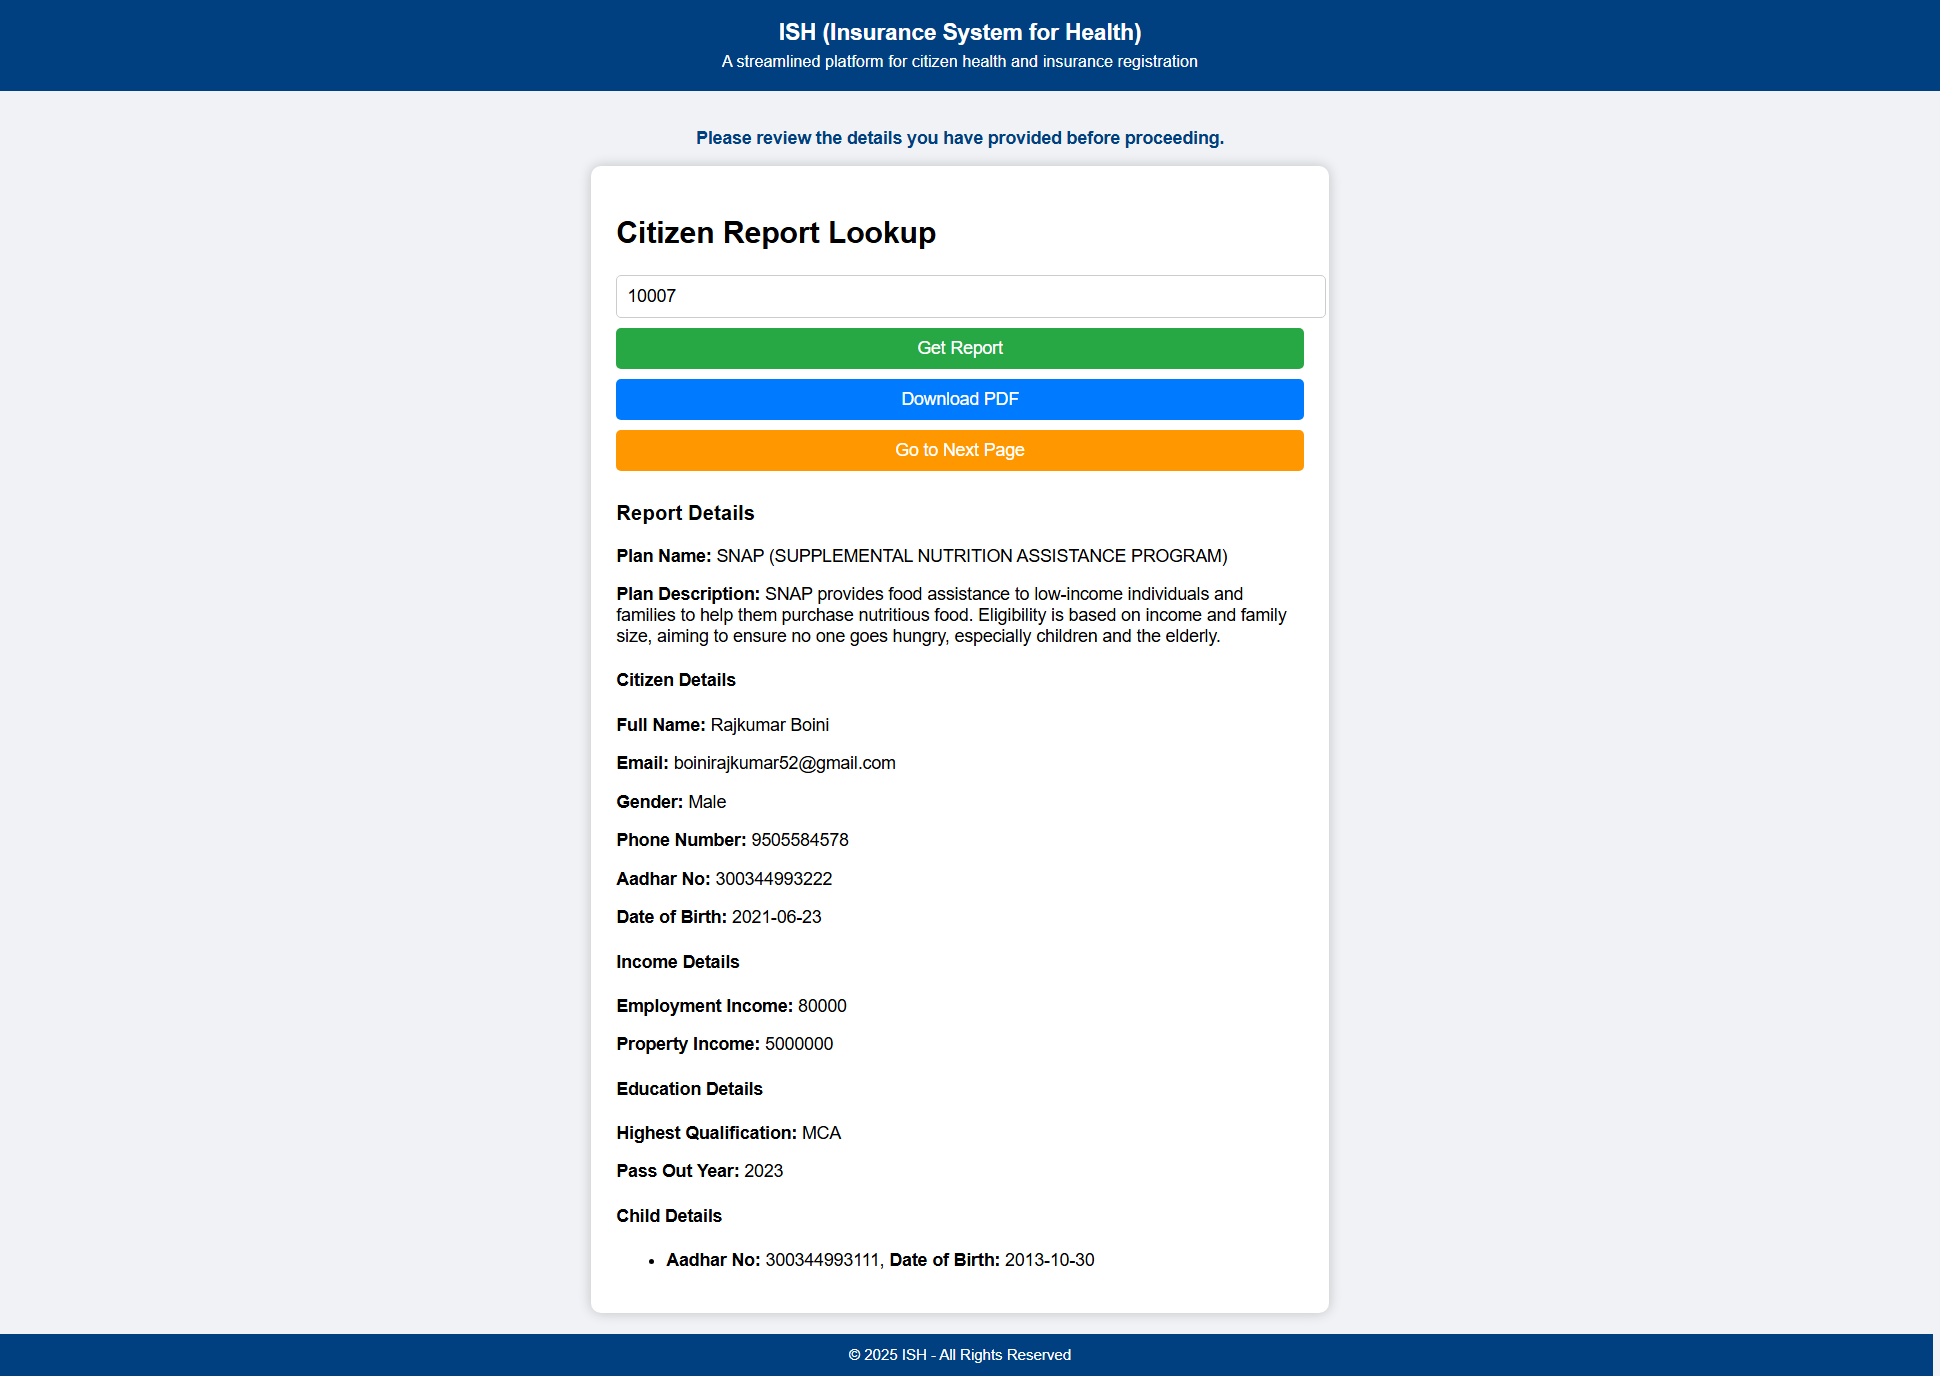 ISH (Insurance System for Health)
A streamlined platform for citizen health and insurance registration
Please review the details you have provided before proceeding.
Citizen Report Lookup
10007
Get Report
Download PDF
Go to Next Page
Report Details
Plan Name: SNAP (SUPPLEMENTAL NUTRITION ASSISTANCE PROGRAM)
Plan Description: SNAP provides food assistance to low-income individuals and
families to help them purchase nutritious food. Eligibility is based on income and family
size, aiming to ensure no one goes hungry, especially children and the elderly.
Citizen Details
Full Name: Rajkumar Boini
Email: boinirajkumar52@gmail.com
Gender: Male
Phone Number: 9505584578
Aadhar No: 300344993222
Date of Birth: 2021-06-23
Income Details
Employment Income: 80000
Property Income: 5000000
Education Details
Highest Qualification: MCA
Pass Out Year: 2023
Child Details
• Aadhar No: 300344993111, Date of Birth: 2013-10-30
© 2025 ISH - All Rights Reserved